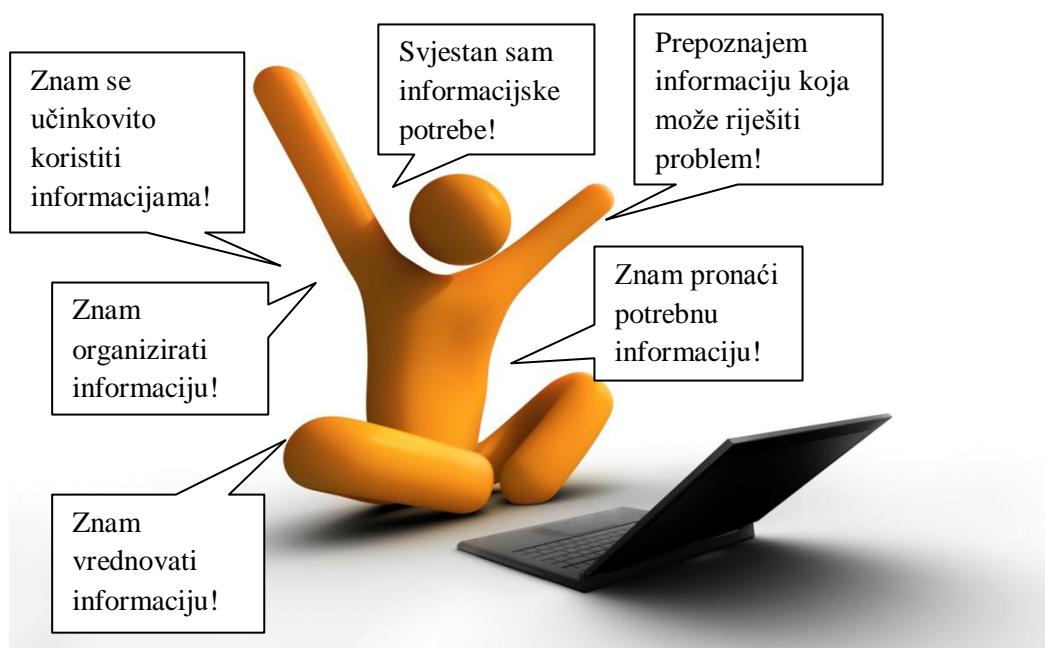 Znam se
učinkovito
koristiti
informacijama!
Svjestan sam
informacijske
potrebe!
Prepoznajem
informaciju koja
može riješiti
problem!
Znam
organizirati
informaciju!
Znam pronaći
potrebnu
informaciju!
Znam
vrednovati
informaciju!